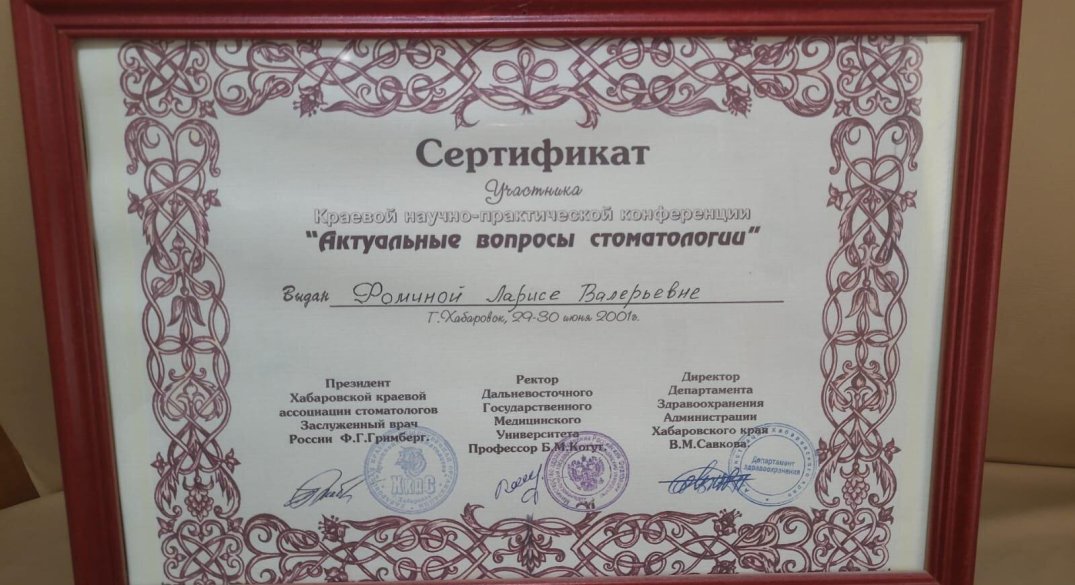 Сертификат
Участника
Краевой научно-практической конференции
"Актуальные вопросы стоматологии"
Выдан Фоминой Ларисе Валерьевне
Г.Хабаровск, 29-30 июня 2001г.
Президент
Хабаровской краевой
ассоциации стоматологов
Заслуженный врач
России Ф.Г.Гримберг.
Ректор
Дальневосточного
Государственного
Медицинского
Университета
Профессор Б.М.Когут.
Директор
Департамента
Здравоохранения
Администрации
Хабаровского края
В.М.Савкова.
ХКАС
Департамент
здравоохранения